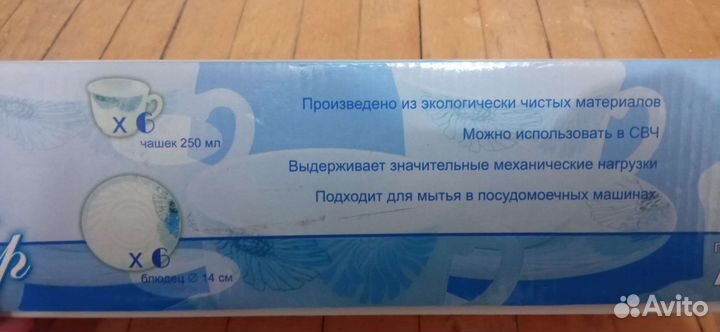 x 6
чашек 250 мл
x 6
блюдец ⌀ 14 см
Произведено из экологически чистых материалов
Можно использовать в СВЧ
Выдерживает значительные механические нагрузки
Подходит для мытья в посудомоечных машинах
Avito